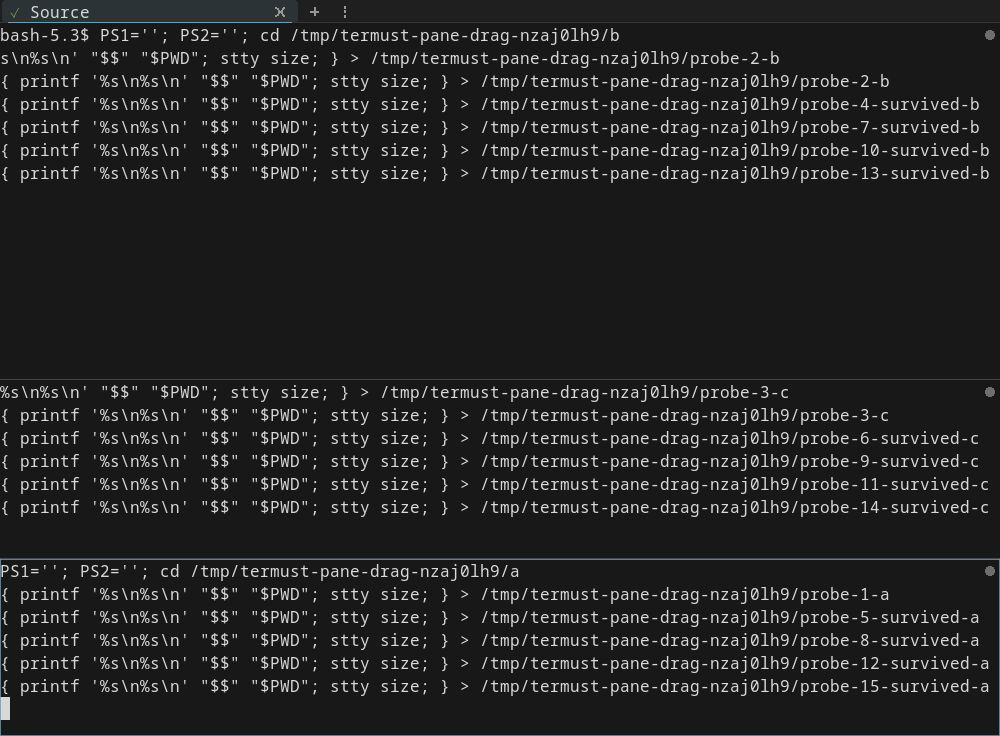 ✓ Source
bash-5.3$ PS1=''; PS2=''; cd /tmp/termust-pane-drag-nzaj0lh9/b
s\n%s\n' "$$" "$PWD"; stty size; } > /tmp/termust-pane-drag-nzaj0lh9/probe-2-b
{ printf '%s\n%s\n' "$$" "$PWD"; stty size; } > /tmp/termust-pane-drag-nzaj0lh9/probe-2-b
{ printf '%s\n%s\n' "$$" "$PWD"; stty size; } > /tmp/termust-pane-drag-nzaj0lh9/probe-4-survived-b
{ printf '%s\n%s\n' "$$" "$PWD"; stty size; } > /tmp/termust-pane-drag-nzaj0lh9/probe-7-survived-b
{ printf '%s\n%s\n' "$$" "$PWD"; stty size; } > /tmp/termust-pane-drag-nzaj0lh9/probe-10-survived-b
{ printf '%s\n%s\n' "$$" "$PWD"; stty size; } > /tmp/termust-pane-drag-nzaj0lh9/probe-13-survived-b
%s\n%s\n' "$$" "$PWD"; stty size; } > /tmp/termust-pane-drag-nzaj0lh9/probe-3-c
{ printf '%s\n%s\n' "$$" "$PWD"; stty size; } > /tmp/termust-pane-drag-nzaj0lh9/probe-3-c
{ printf '%s\n%s\n' "$$" "$PWD"; stty size; } > /tmp/termust-pane-drag-nzaj0lh9/probe-6-survived-c
{ printf '%s\n%s\n' "$$" "$PWD"; stty size; } > /tmp/termust-pane-drag-nzaj0lh9/probe-9-survived-c
{ printf '%s\n%s\n' "$$" "$PWD"; stty size; } > /tmp/termust-pane-drag-nzaj0lh9/probe-11-survived-c
{ printf '%s\n%s\n' "$$" "$PWD"; stty size; } > /tmp/termust-pane-drag-nzaj0lh9/probe-14-survived-c
PS1=''; PS2=''; cd /tmp/termust-pane-drag-nzaj0lh9/a
{ printf '%s\n%s\n' "$$" "$PWD"; stty size; } > /tmp/termust-pane-drag-nzaj0lh9/probe-1-a
{ printf '%s\n%s\n' "$$" "$PWD"; stty size; } > /tmp/termust-pane-drag-nzaj0lh9/probe-5-survived-a
{ printf '%s\n%s\n' "$$" "$PWD"; stty size; } > /tmp/termust-pane-drag-nzaj0lh9/probe-8-survived-a
{ printf '%s\n%s\n' "$$" "$PWD"; stty size; } > /tmp/termust-pane-drag-nzaj0lh9/probe-12-survived-a
{ printf '%s\n%s\n' "$$" "$PWD"; stty size; } > /tmp/termust-pane-drag-nzaj0lh9/probe-15-survived-a